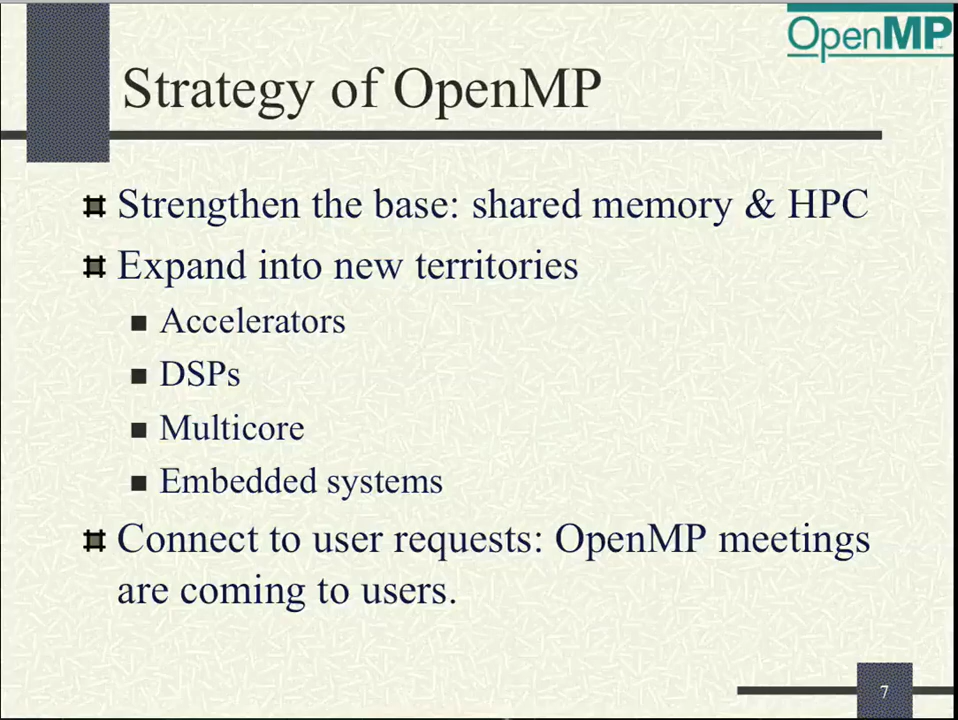 OpenMP
Strategy of OpenMP
Strengthen the base: shared memory & HPC
Expand into new territories
Accelerators
DSPs
Multicore
Embedded systems
Connect to user requests: OpenMP meetings
are coming to users.
7